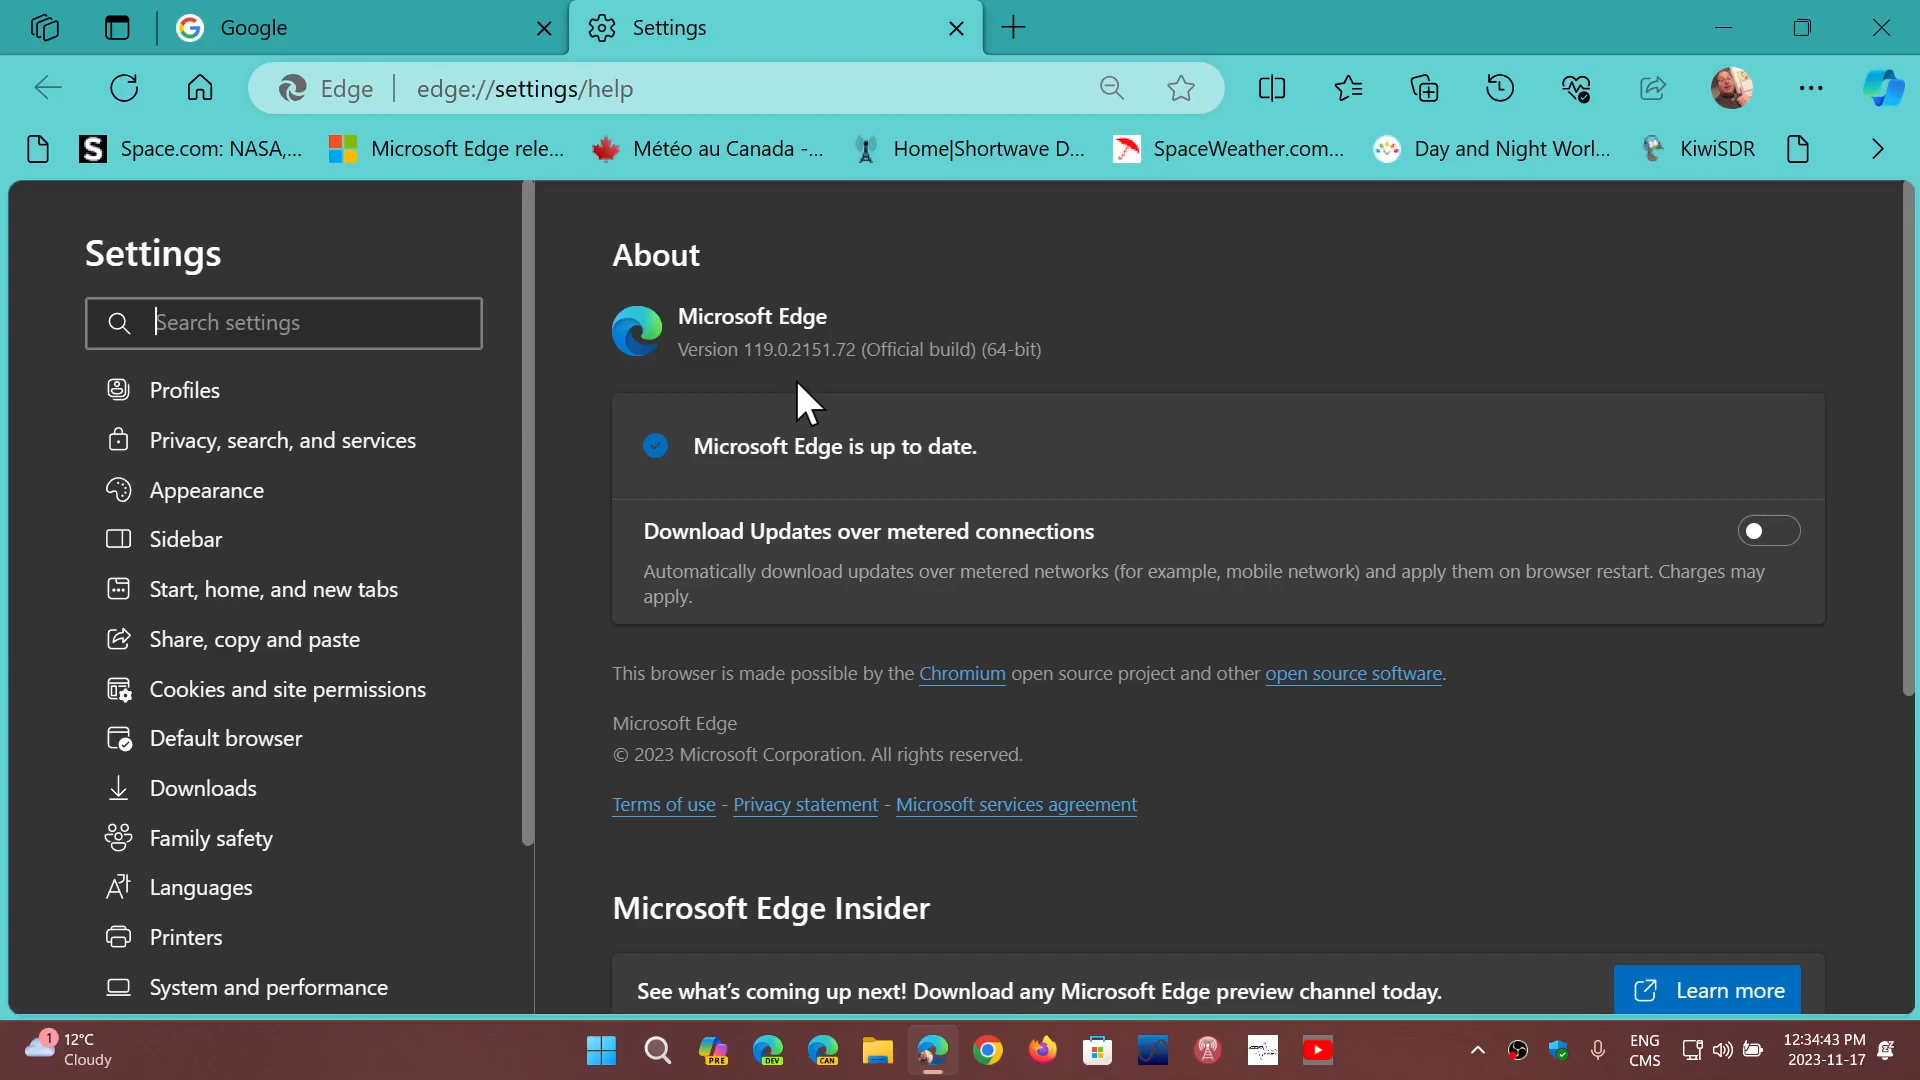 Google
Settings
Edge
edge://settings/help
Space.com: NASA,...
Microsoft Edge rele...
Météo au Canada -...
Home|Shortwave D...
SpaceWeather.com...
Day and Night Worl...
KiwiSDR
Settings
Search settings
Profiles
Privacy, search, and services
Appearance
Sidebar
Start, home, and new tabs
Share, copy and paste
Cookies and site permissions
Default browser
Downloads
Family safety
Languages
Printers
System and performance
About
Microsoft Edge
Version 119.0.2151.72 (Official build) (64-bit)
Microsoft Edge is up to date.
Download Updates over metered connections
Automatically download updates over metered networks (for example, mobile network) and apply them on browser restart. Charges may
apply.
This browser is made possible by the Chromium open source project and other open source software.
Microsoft Edge
© 2023 Microsoft Corporation. All rights reserved.
Terms of use - Privacy statement - Microsoft services agreement
Microsoft Edge Insider
See what's coming up next! Download any Microsoft Edge preview channel today.
Learn more
1
12°C
Cloudy
PRE
DEV
CAN
ENG
CMS
12:34:43 PM
2023-11-17